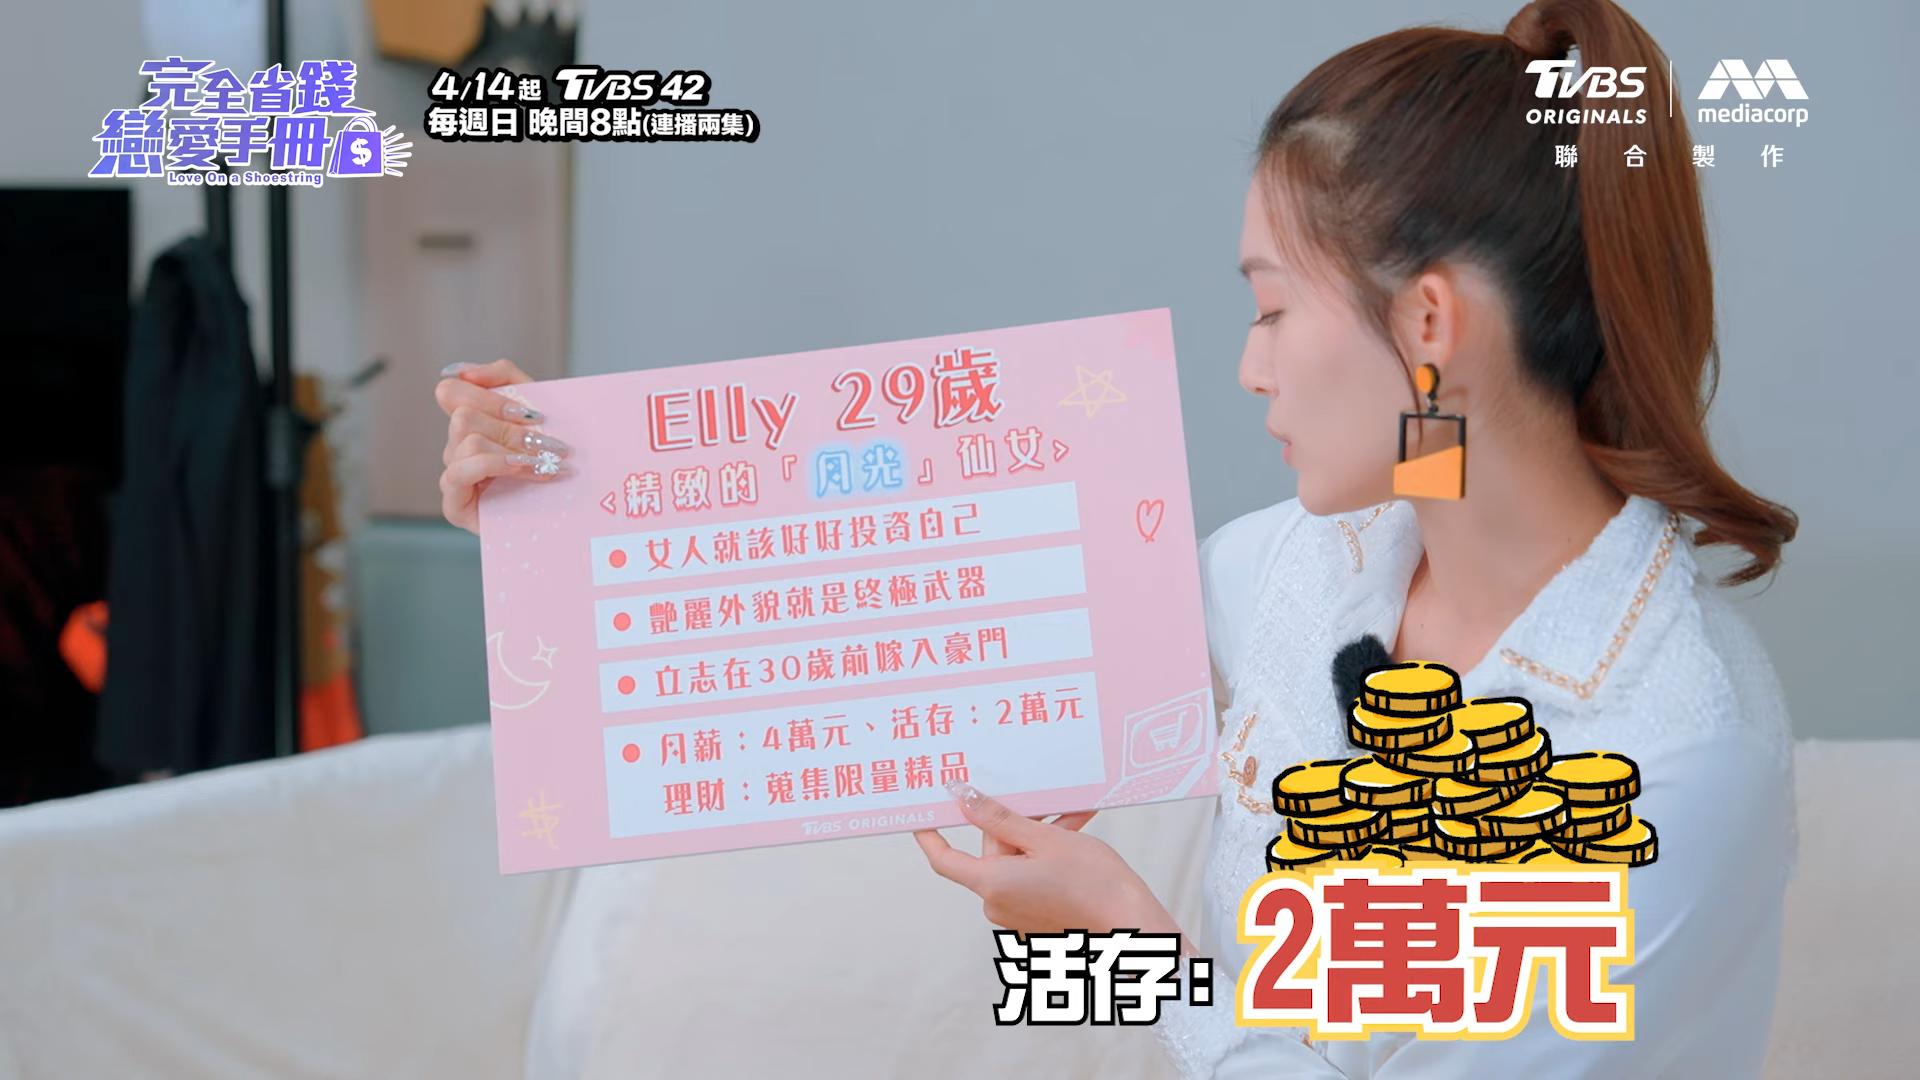 完全省錢
戀愛手冊
$
Love On a Shoestring
4/14起 TVBS 42
每週日 晚間8點(連播兩集)
TVBS
ORIGINALS
mediacorp
聯合製作
Elly 29歲
<精緻的「月光」仙女>
女人就該好好投資自己
艷麗外貌就是終極武器
立志在30歲前嫁入豪門
月薪：4萬元、活存：2萬元
理財：蒐集限量精品
TVBS ORIGINALS
活存：2萬元